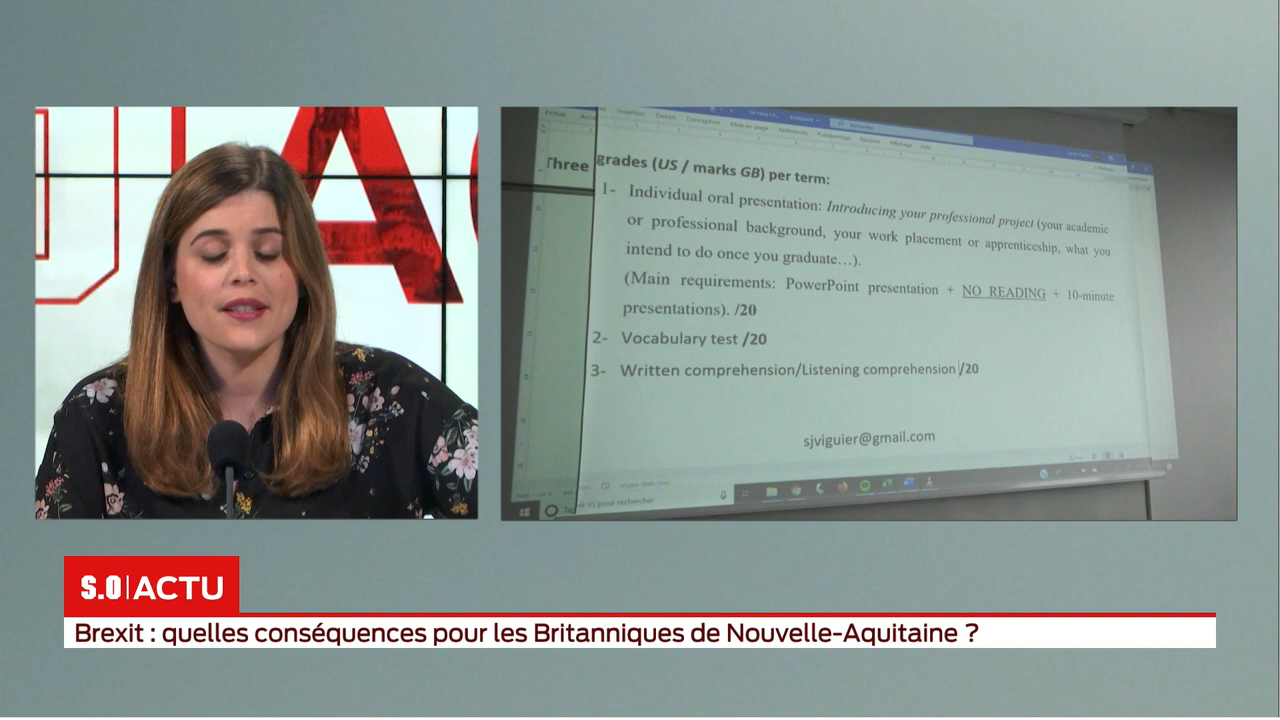 Three grades (US / marks GB) per term:
1- Individual oral presentation: Introducing your professional project (your academic
or professional background, your work placement or apprenticeship, what you
intend to do once you graduate...).
(Main requirements: PowerPoint presentation + NO READING + 10-minute
presentations). /20
2- Vocabulary test /20
3- Written comprehension/Listening comprehension /20
sjviguier@gmail.com
S.O ACTU
Brexit : quelles conséquences pour les Britanniques de Nouvelle-Aquitaine ?